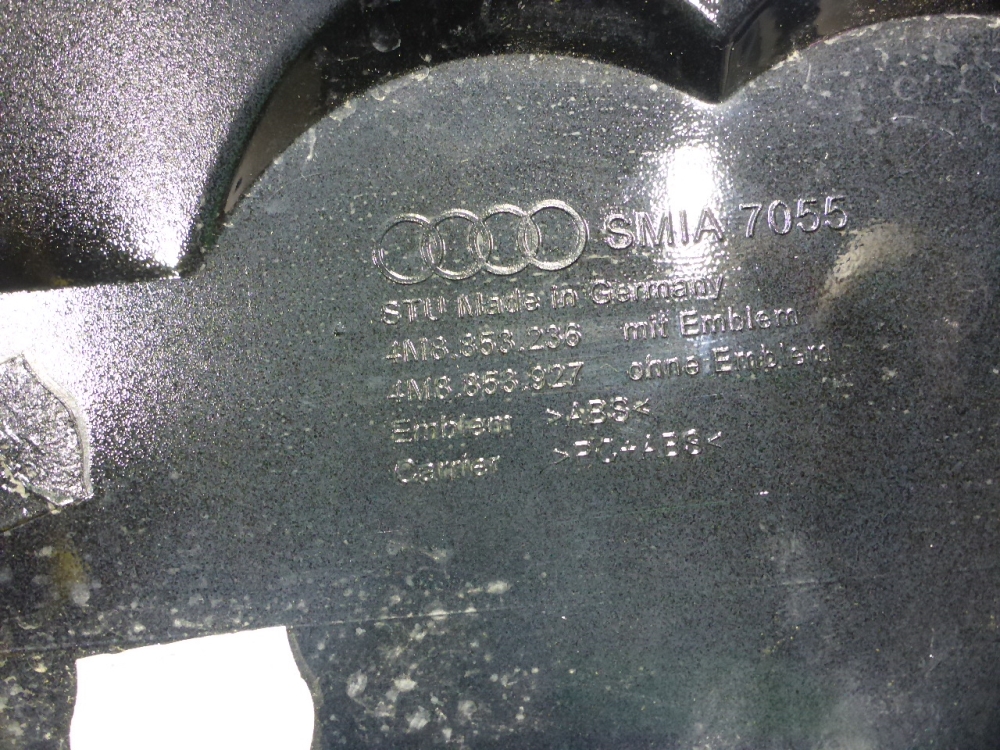 SMIA 7055
STU Made in Germany
4M8.853.236 mit Emblem
4M8.853.927 ohne Emblem
Emblem >ABS<
Carrier >PC+ABS<